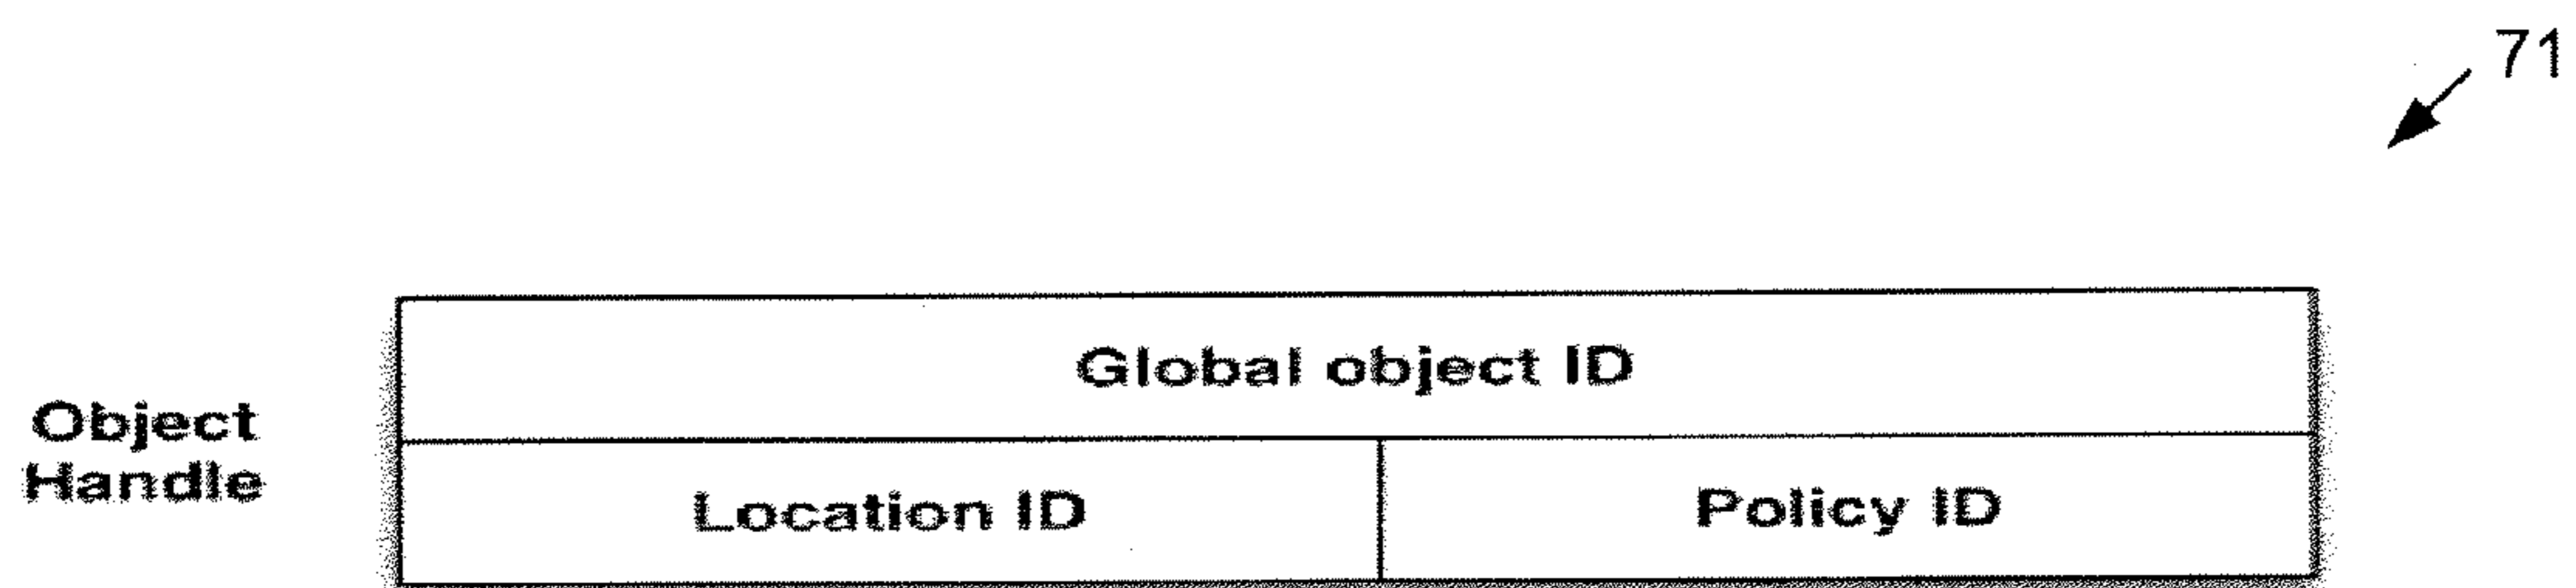 71
Global object ID
Object
Handle
Location ID
Policy ID